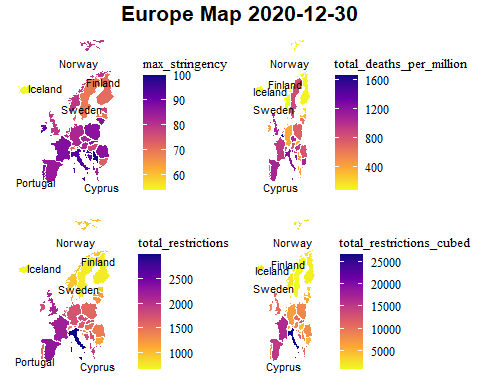 Europe Map 2020-12-30
Norway
Iceland
Finland
Sweden
Portugal
Cyprus
max_stringency
100
90
80
70
60
Norway
Finland
Iceland
Sweden
Cyprus
total_deaths_per_million
1600
1200
800
400
Norway
Iceland
Finland
Sweden
Portugal
Cyprus
total_restrictions
2500
2000
1500
1000
Norway
Finland
Iceland
Sweden
Cyprus
total_restrictions_cubed
25000
20000
15000
10000
5000